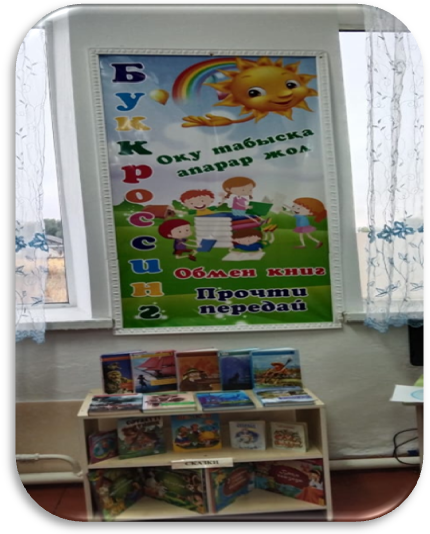 Буккроссинг
Оқу табысқа
апарар жол
Обмен книг
Прочти
передай
СКАЗКИ